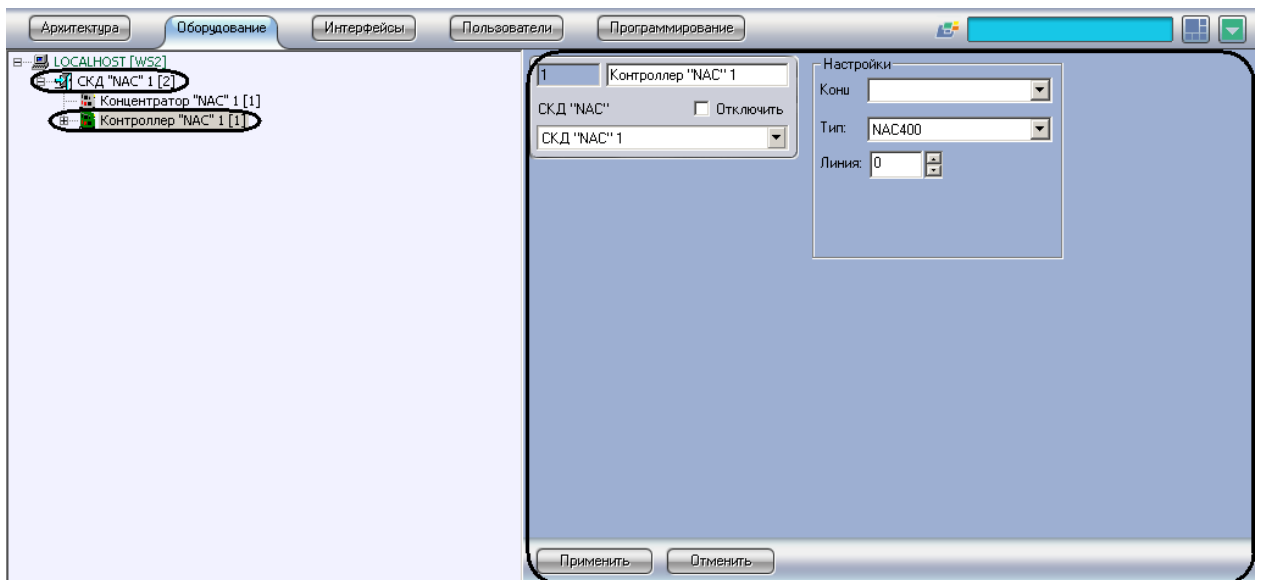 Архитектура Оборудование Интерфейсы Пользователи Программирование
LOCALHOST [WS2]
СКД "NAC" 1 [2]
Концентратор "NAC" 1 [1]
Контроллер "NAC" 1 [1]
1 Контроллер "NAC" 1
СКД "NAC" Отключить
СКД "NAC" 1
Настройки
Конц
Тип: NAC400
Линия: 0
Применить Отменить